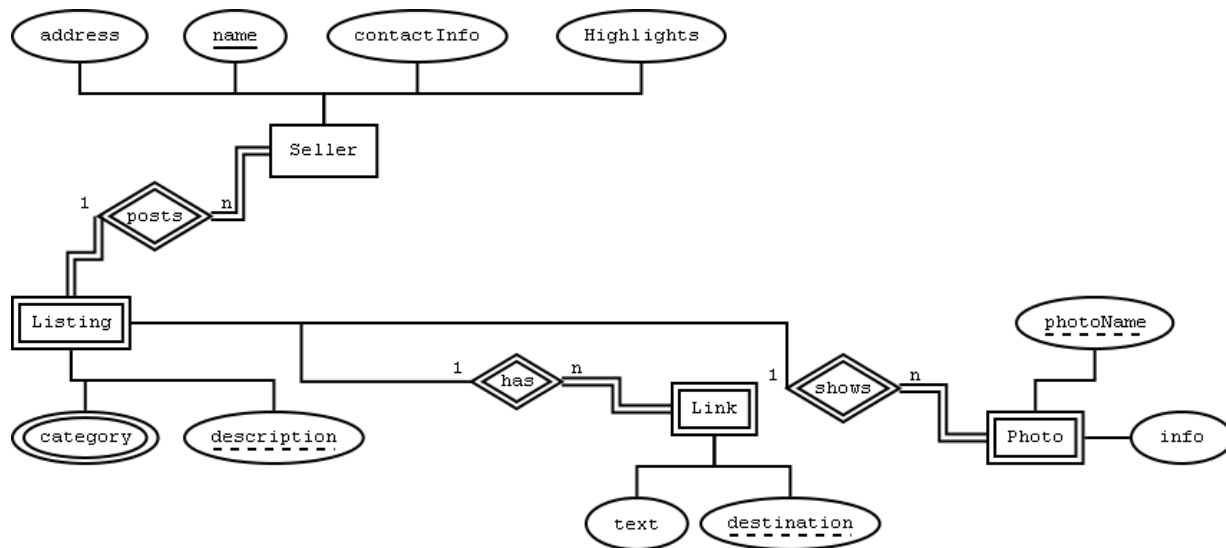 address
name
contactInfo
Highlights
Seller
1
posts
n
Listing
photoName
1
has
n
1
shows
n
Link
Photo
info
category
description
text
destination